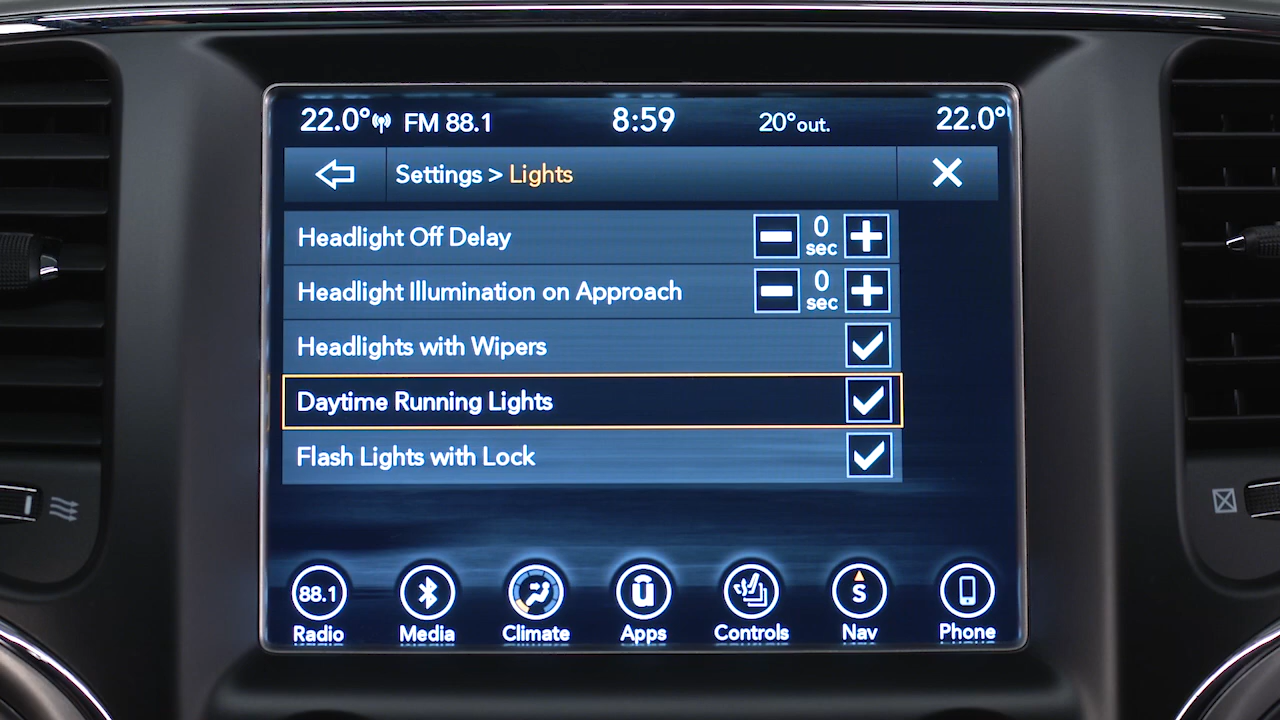 22.0° FM 88.1 8:59 20°out. 22.0°
Settings > Lights
Headlight Off Delay 0 sec
Headlight Illumination on Approach 0 sec
Headlights with Wipers
Daytime Running Lights
Flash Lights with Lock
88.1 S
Radio Media Climate Apps Controls Nav Phone